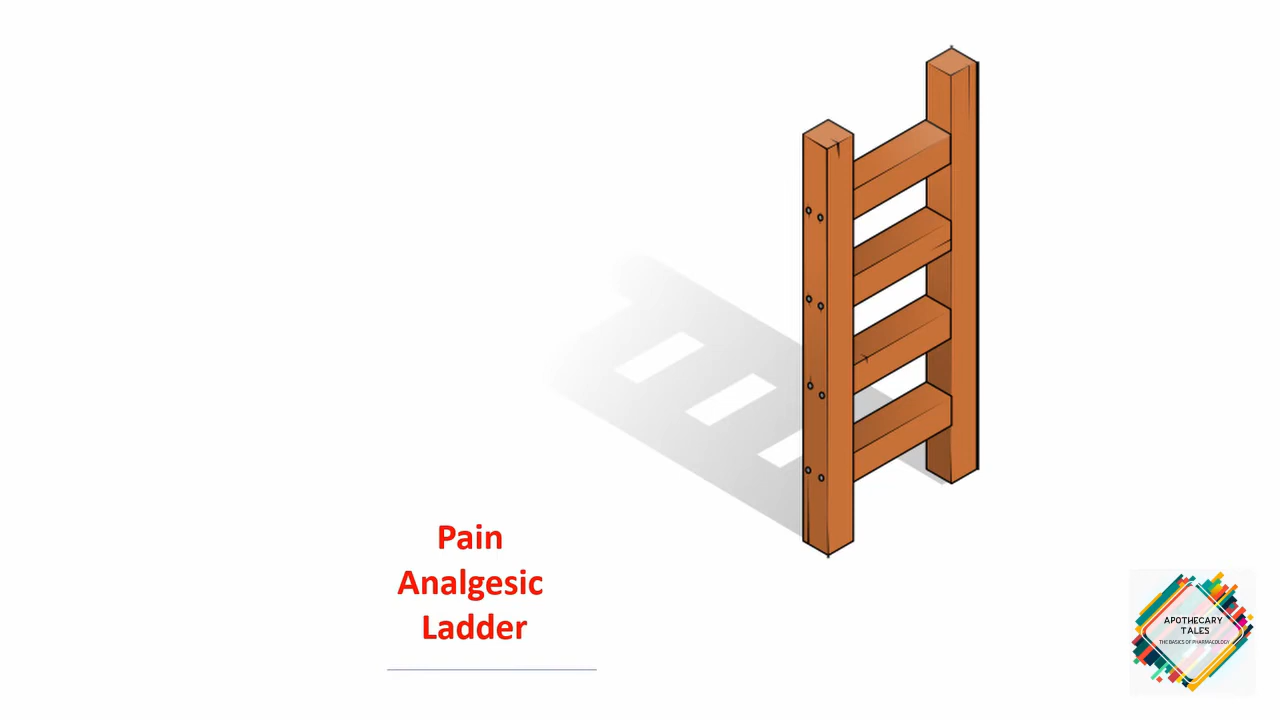 Pain
Analgesic
Ladder
APOTHECARY
TALES
THE BASICS OF PHARMACOLOGY